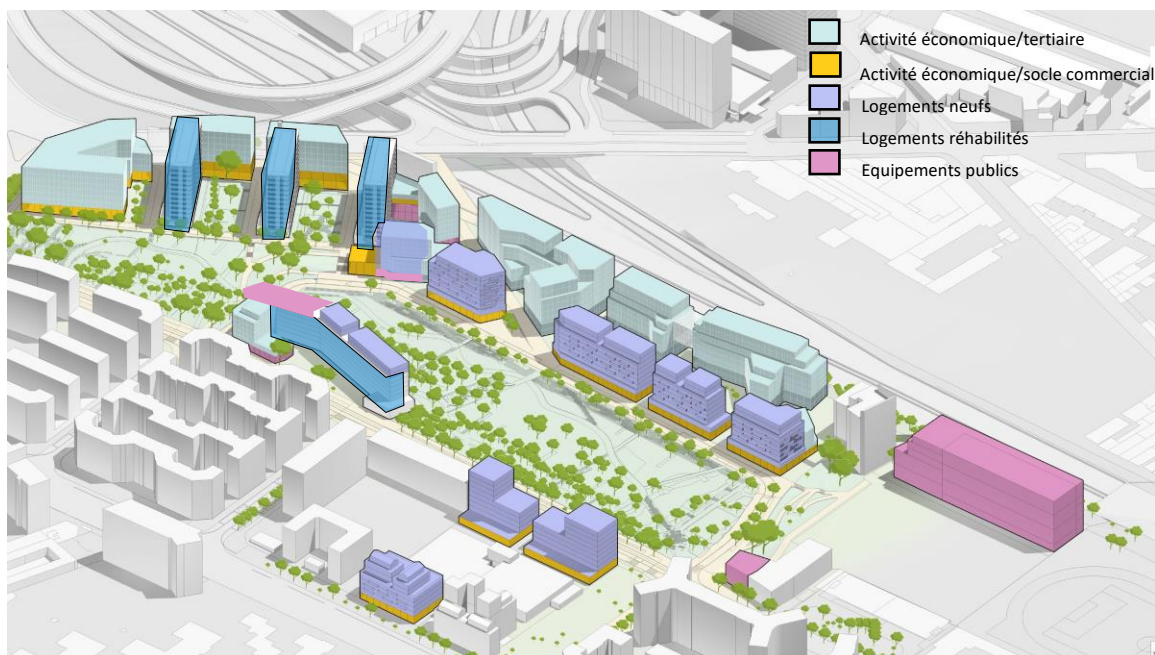 Activité économique/tertiaire
Activité économique/socle commercial
Logements neufs
Logements réhabilités
Equipements publics